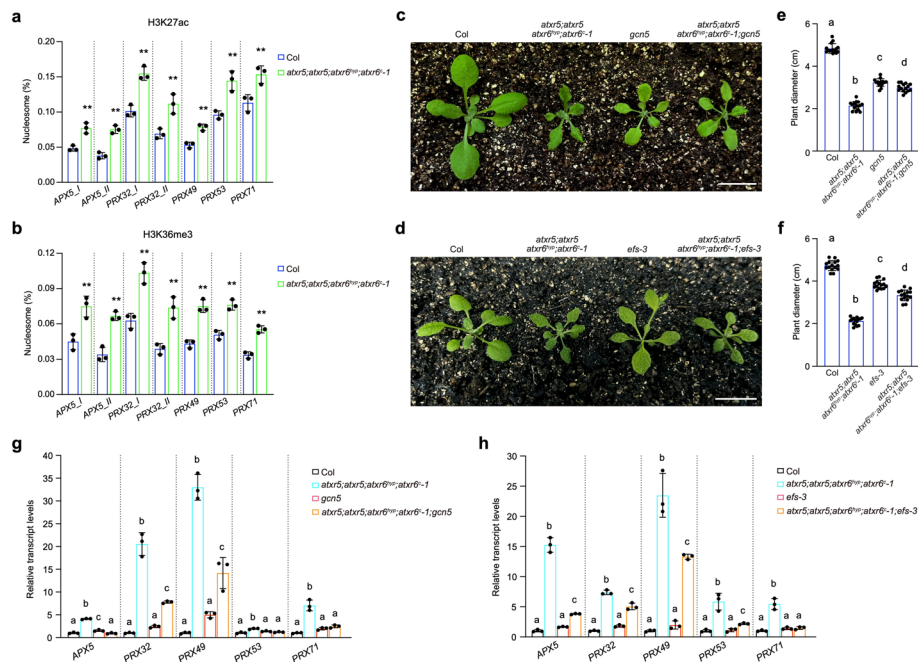 a
H3K27ac
Col
atxr5;atxr5;atxr6hyp;atxr6c-1
Nucleosome (%)
0.20
0.15
0.10
0.05
0.00
** ** ** ** ** ** **
APX5_I APX5_II PRX32_I PRX32_II PRX49 PRX53 PRX71
b
H3K36me3
Col
atxr5;atxr5;atxr6hyp;atxr6c-1
Nucleosome (%)
0.12
0.09
0.06
0.03
0.00
** ** ** ** ** ** **
APX5_I APX5_II PRX32_I PRX32_II PRX49 PRX53 PRX71
c
Col
atxr5;atxr5
atxr6hyp;atxr6c-1
gcn5
atxr5;atxr5
atxr6hyp;atxr6c-1;gcn5
d
Col
atxr5;atxr5
atxr6hyp;atxr6c-1
efs-3
atxr5;atxr5
atxr6hyp;atxr6c-1;efs-3
e
Plant diameter (cm)
6
4
2
0
a b c d
Col
atxr5;atxr5
atxr6hyp;atxr6c-1
gcn5
atxr5;atxr5
atxr6hyp;atxr6c-1;gcn5
f
Plant diameter (cm)
6
4
2
0
a b c d
Col
atxr5;atxr5
atxr6hyp;atxr6c-1
efs-3
atxr5;atxr5
atxr6hyp;atxr6c-1;efs-3
g
Col
atxr5;atxr5;atxr6hyp;atxr6c-1
gcn5
atxr5;atxr5;atxr6hyp;atxr6c-1;gcn5
Relative transcript levels
40
35
30
25
20
15
10
5
0
a b c a
a b a c
a b a c
a b a a
a b a a
APX5 PRX32 PRX49 PRX53 PRX71
h
Col
atxr5;atxr5;atxr6hyp;atxr6c-1
efs-3
atxr5;atxr5;atxr6hyp;atxr6c-1;efs-3
Relative transcript levels
30
25
20
15
10
5
0
a b a c
a b a c
a b a c
a b a c
a b a a
APX5 PRX32 PRX49 PRX53 PRX71